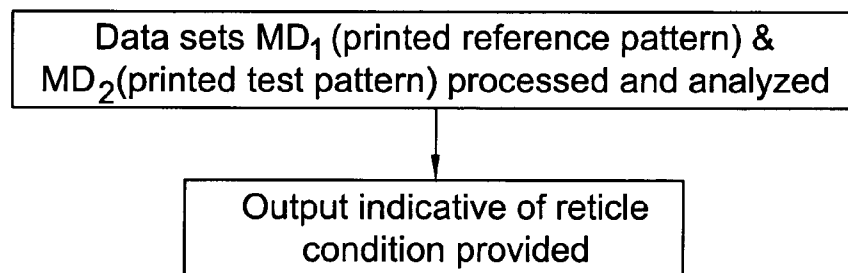 Data sets MD₁ (printed reference pattern) &
MD₂(printed test pattern) processed and analyzed
Output indicative of reticle
condition provided